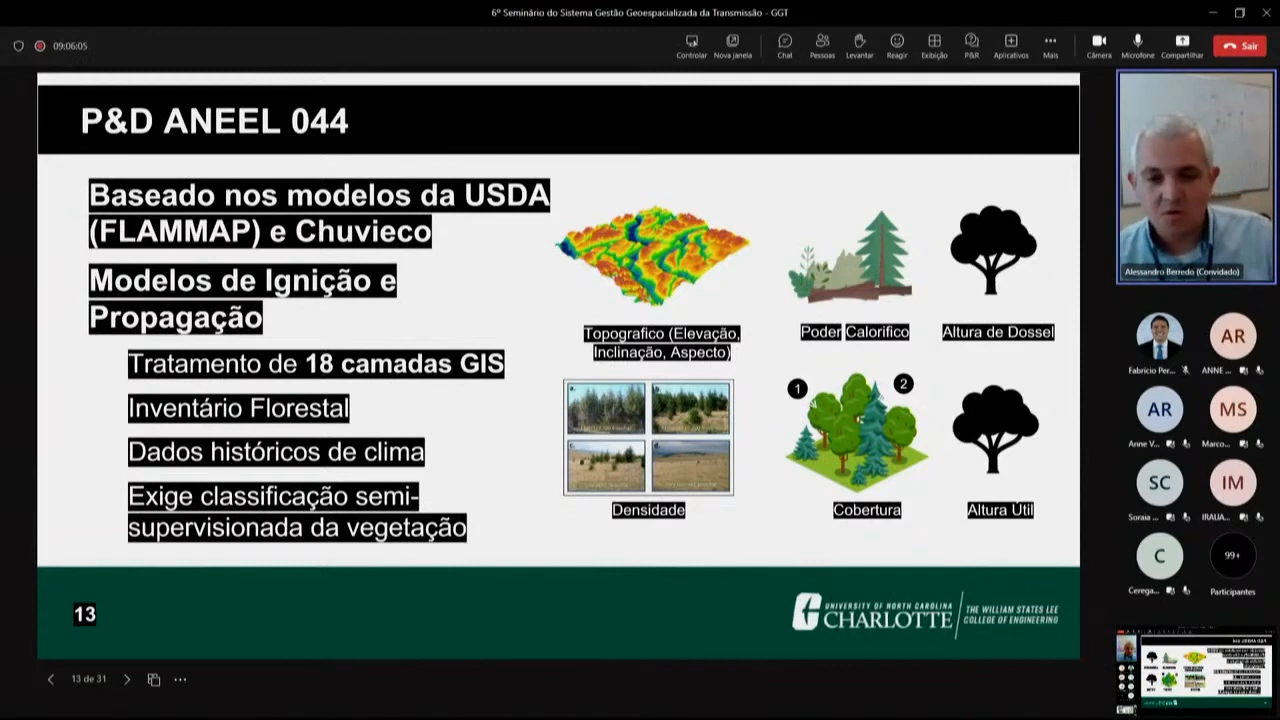 6º Seminário do Sistema Gestão Geoespacializada da Transmissão - GGT
09:06:05
Controlar
Nova janela
Chat
Pessoas
Levantar
Reagir
Exibição
P&R
Aplicativos
Mais
Câmera
Microfone
Compartilhar
Sair
P&D ANEEL 044
Baseado nos modelos da USDA
(FLAMMAP) e Chuvieco
Modelos de Ignição e
Propagação
Tratamento de 18 camadas GIS
Inventário Florestal
Dados históricos de clima
Exige classificação semi-
supervisionada da vegetação
Topografico (Elevação,
Inclinação, Aspecto)
Poder Calorifico
Altura de Dossel
a.
b.
c.
d.
Densidade
1
2
Cobertura
Altura Útil
13
UNIVERSITY OF NORTH CAROLINA
CHARLOTTE
THE WILLIAM STATES LEE
COLLEGE OF ENGINEERING
13 de 31
Alessandro Berredo (Convidado)
Fabrício Per...
AR
ANNE ...
AR
Anne V...
MS
Marco...
SC
Soraia ...
IM
IRAUA...
C
Cerega...
99+
Participantes